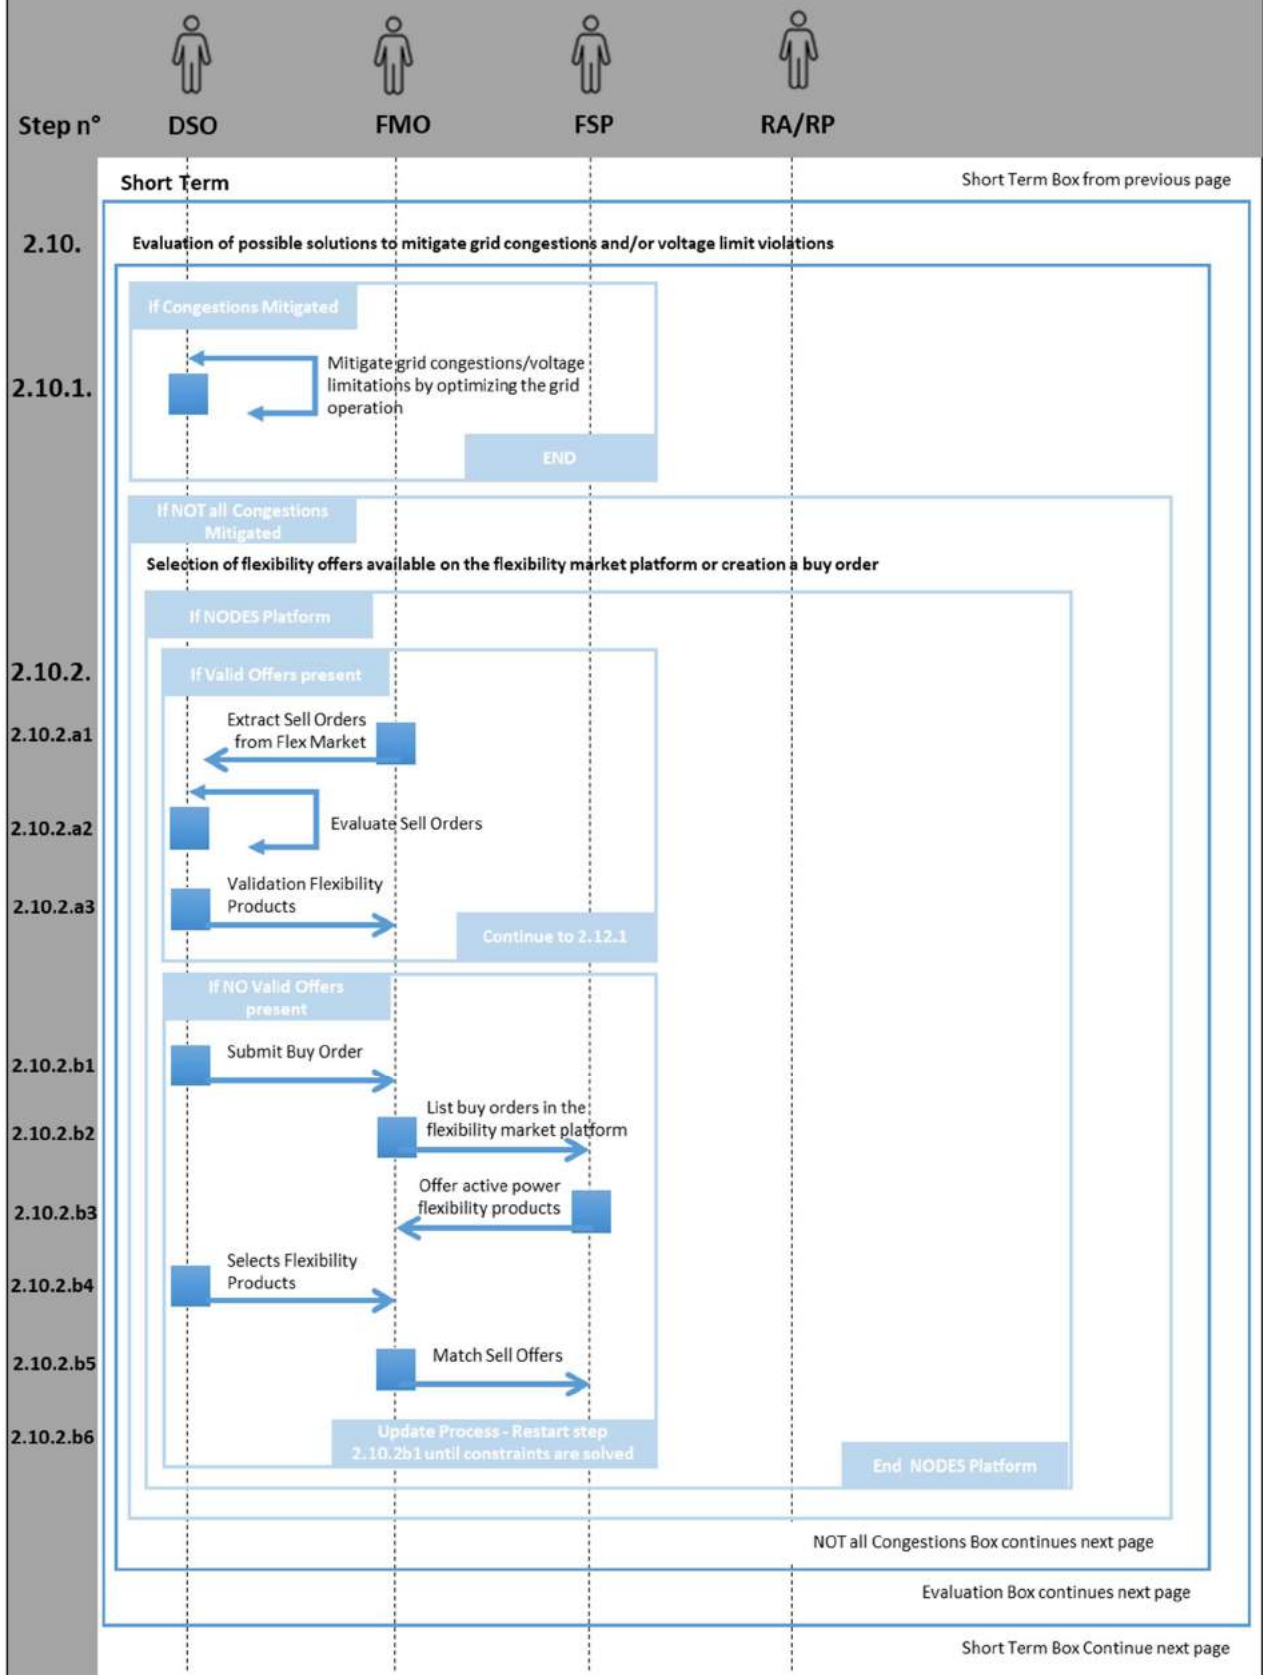 Step n° DSO FMO FSP RA/RP
Short Term
Short Term Box from previous page
2.10.
Evaluation of possible solutions to mitigate grid congestions and/or voltage limit violations
if Congestions Mitigated
2.10.1.
Mitigate grid congestions/voltage
limitations by optimizing the grid
operation
END
If NOT all Congestions
Mitigated
Selection of flexibility offers available on the flexibility market platform or creation a buy order
If NODES Platform
2.10.2.
If Valid Offers present
2.10.2.a1
Extract Sell Orders
from Flex Market
2.10.2.a2
Evaluate Sell Orders
2.10.2.a3
Validation Flexibility
Products
Continue to 2.12.1
If NO Valid Offers
present
2.10.2.b1
Submit Buy Order
2.10.2.b2
List buy orders in the
flexibility market platform
2.10.2.b3
Offer active power
flexibility products
2.10.2.b4
Selects Flexibility
Products
2.10.2.b5
Match Sell Offers
2.10.2.b6
Update Process - Restart step
2.10.2b1 until constraints are solved
End NODES Platform
NOT all Congestions Box continues next page
Evaluation Box continues next page
Short Term Box Continue next page